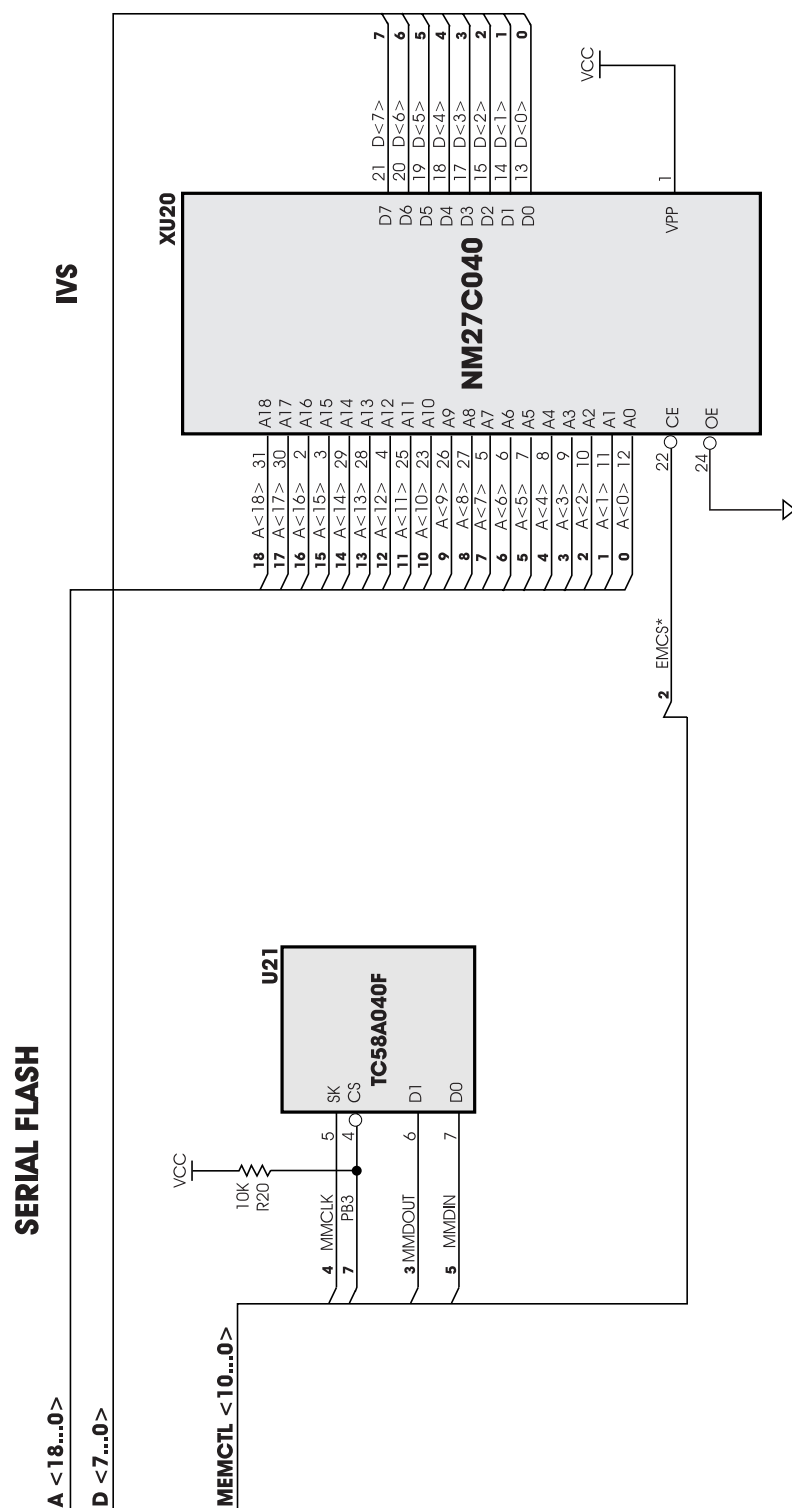 SERIAL FLASH
IVS
A <18...0>
D <7...0>
MEMCTL <10...0>
VCC
10K
R20
4 MMCLK 5 SK
7 PB3 4 CS
3 MMDOUT 6 D1
5 MMDIN 7 D0
U21
TC58A040F
2 EMCS* 22 CE
24 OE
18 A<18> 31 A18
17 A<17> 30 A17
16 A<16> 2 A16
15 A<15> 3 A15
14 A<14> 29 A14
13 A<13> 28 A13
12 A<12> 4 A12
11 A<11> 25 A11
10 A<10> 23 A10
9 A<9> 26 A9
8 A<8> 27 A8
7 A<7> 5 A7
6 A<6> 6 A6
5 A<5> 7 A5
4 A<4> 8 A4
3 A<3> 9 A3
2 A<2> 10 A2
1 A<1> 11 A1
0 A<0> 12 A0
XU20
NM27C040
D7 21 D<7> 7
D6 20 D<6> 6
D5 19 D<5> 5
D4 18 D<4> 4
D3 17 D<3> 3
D2 15 D<2> 2
D1 14 D<1> 1
D0 13 D<0> 0
VPP 1
VCC